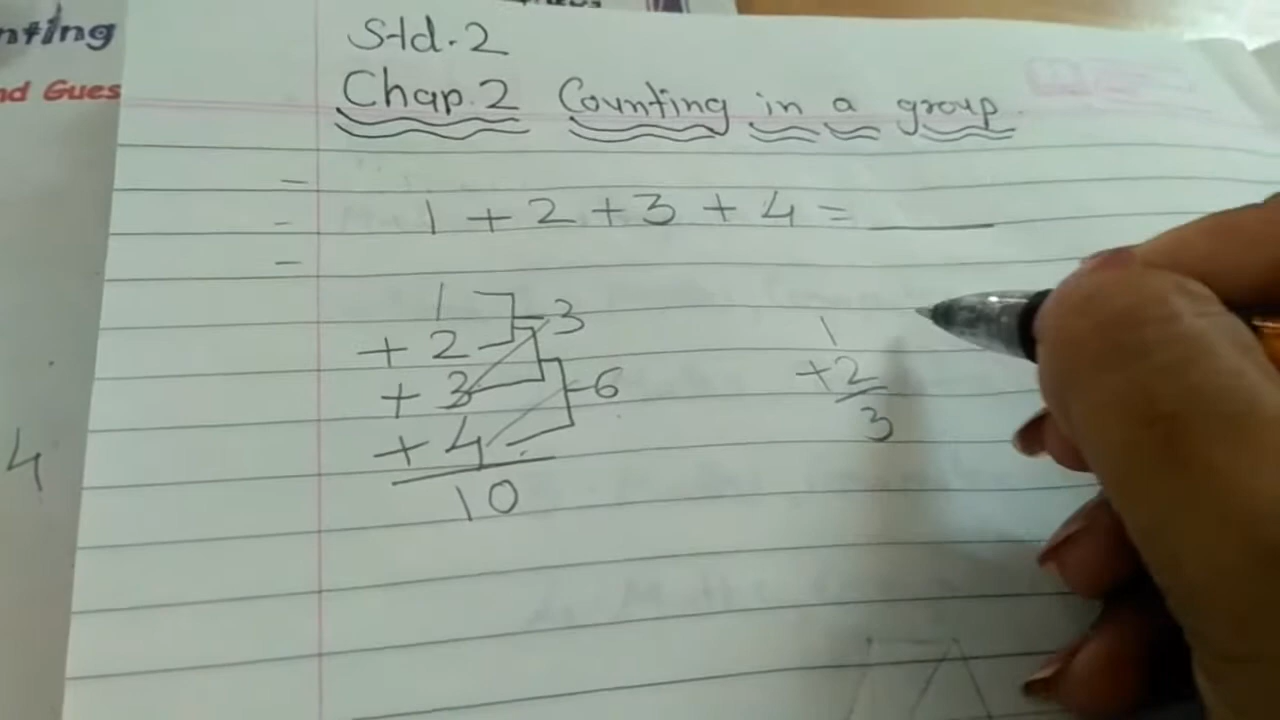 nting
nd Gues
Std. 2
Chap. 2 Counting in a group.
1 + 2 + 3 + 4 = ____
1
+ 2
3
+ 3
6
+ 4
10
1
+2
3
4